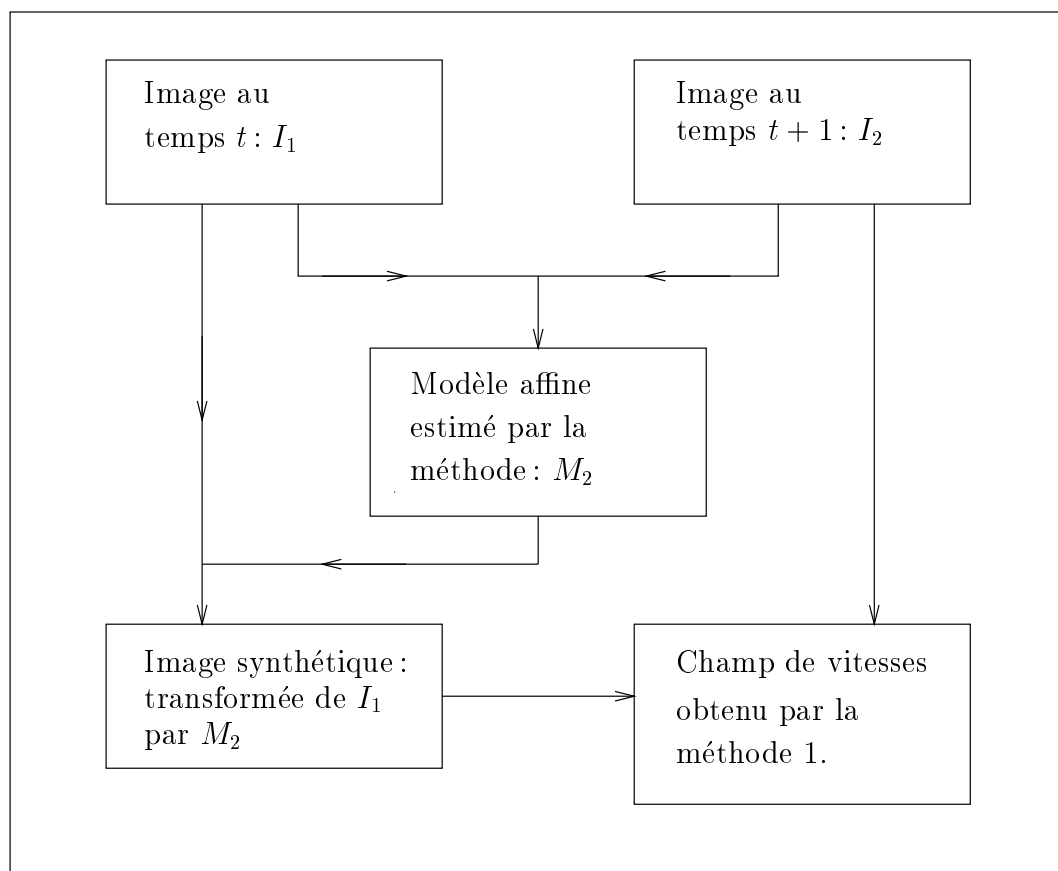 Image au
temps t : I₁
Image au
temps t + 1 : I₂
Modèle affine
estimé par la
méthode : M₂
Image synthétique :
transformée de I₁
par M₂
Champ de vitesses
obtenu par la
méthode 1.